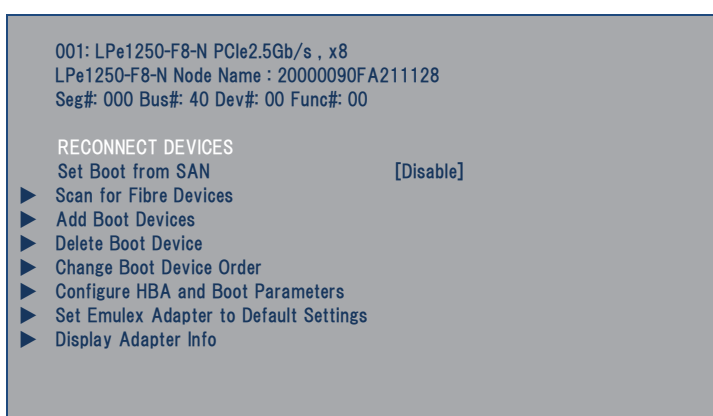 001: LPe1250-F8-N PCIe2.5Gb/s , x8
LPe1250-F8-N Node Name : 20000090FA211128
Seg#: 000 Bus#: 40 Dev#: 00 Func#: 00
RECONNECT DEVICES
Set Boot from SAN [Disable]
Scan for Fibre Devices
Add Boot Devices
Delete Boot Device
Change Boot Device Order
Configure HBA and Boot Parameters
Set Emulex Adapter to Default Settings
Display Adapter Info